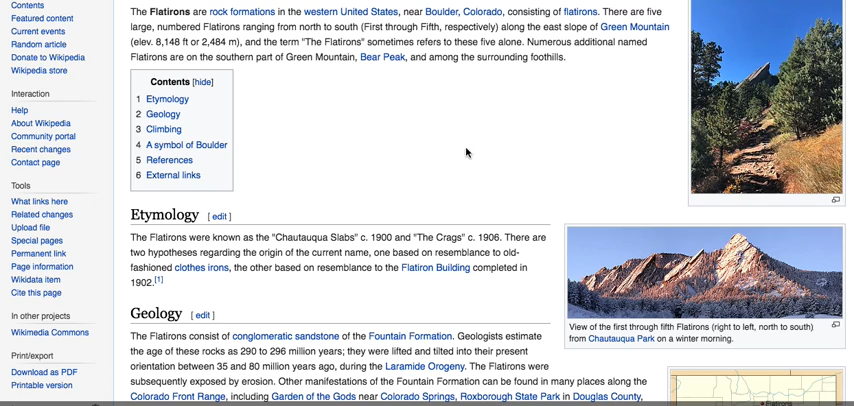 Contents
Featured content
Current events
Random article
Donate to Wikipedia
Wikipedia store
Interaction
Help
About Wikipedia
Community portal
Recent changes
Contact page
Tools
What links here
Related changes
Upload file
Special pages
Permanent link
Page information
Wikidata item
Cite this page
In other projects
Wikimedia Commons
Print/export
Download as PDF
Printable version
The Flatirons are rock formations in the western United States, near Boulder, Colorado, consisting of flatirons. There are five
large, numbered Flatirons ranging from north to south (First through Fifth, respectively) along the east slope of Green Mountain
(elev. 8,148 ft or 2,484 m), and the term "The Flatirons" sometimes refers to these five alone. Numerous additional named
Flatirons are on the southern part of Green Mountain, Bear Peak, and among the surrounding foothills.
Contents [hide]
1 Etymology
2 Geology
3 Climbing
4 A symbol of Boulder
5 References
6 External links
Etymology [ edit ]
The Flatirons were known as the "Chautauqua Slabs" c. 1900 and "The Crags" c. 1906. There are
two hypotheses regarding the origin of the current name, one based on resemblance to old-
fashioned clothes irons, the other based on resemblance to the Flatiron Building completed in
1902.[1]
View of the first through fifth Flatirons (right to left, north to south)
from Chautauqua Park on a winter morning.
Geology [ edit ]
The Flatirons consist of conglomeratic sandstone of the Fountain Formation. Geologists estimate
the age of these rocks as 290 to 296 million years; they were lifted and tilted into their present
orientation between 35 and 80 million years ago, during the Laramide Orogeny. The Flatirons were
subsequently exposed by erosion. Other manifestations of the Fountain Formation can be found in many places along the
Colorado Front Range, including Garden of the Gods near Colorado Springs, Roxborough State Park in Douglas County,
Flatirons